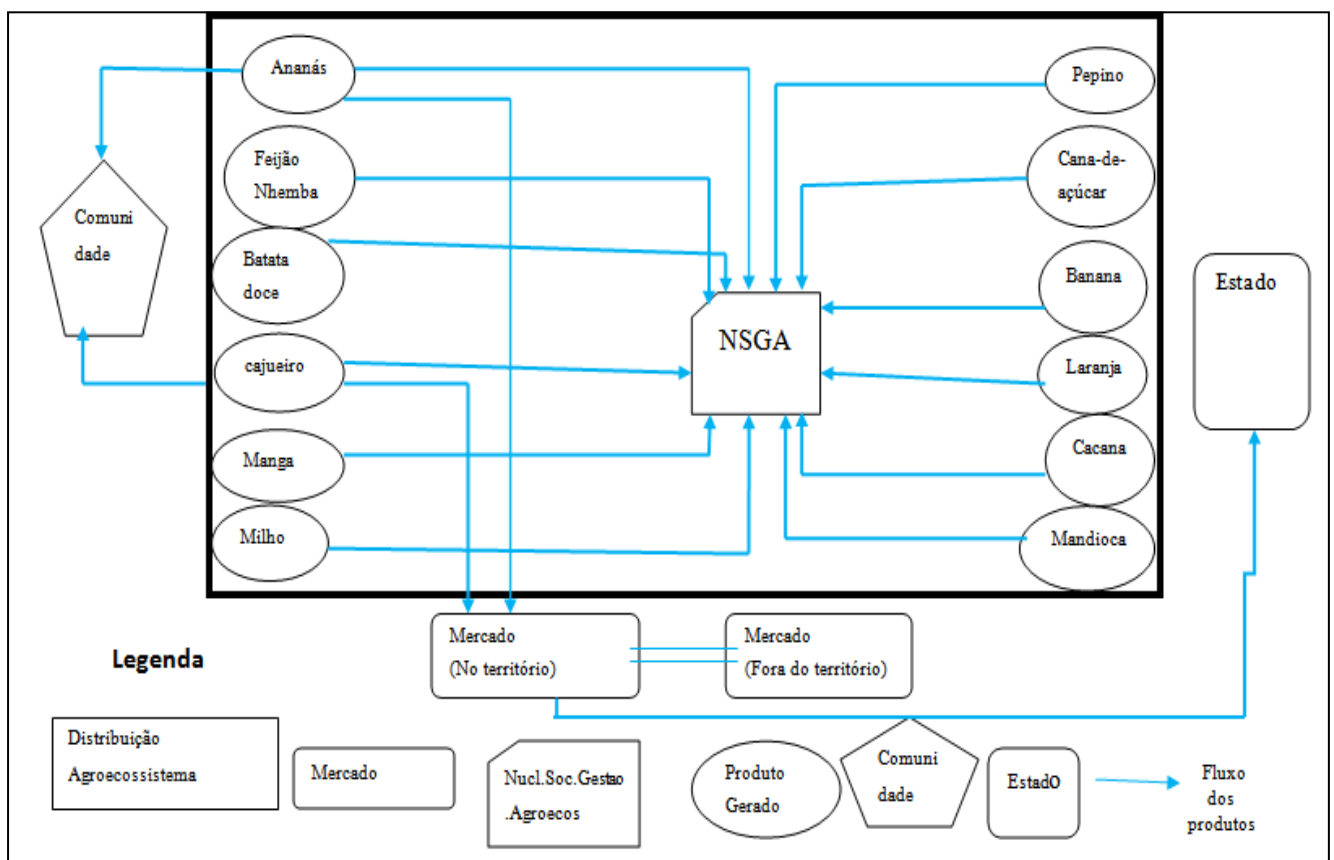 Ananás
Pepino
Feijão
Nhemba
Cana-de-
açúcar
Comuni
dade
Batata
doce
Banana
Estado
NSGA
cajueiro
Laranja
Manga
Cacana
Milho
Mandioca
Mercado
(No território)
Mercado
(Fora do território)
Legenda
Distribuição
Agroecossistema
Mercado
Nucl.Soc.Gestao
.Agroecos
Produto
Gerado
Comuni
dade
EstadO
Fluxo
dos
produtos